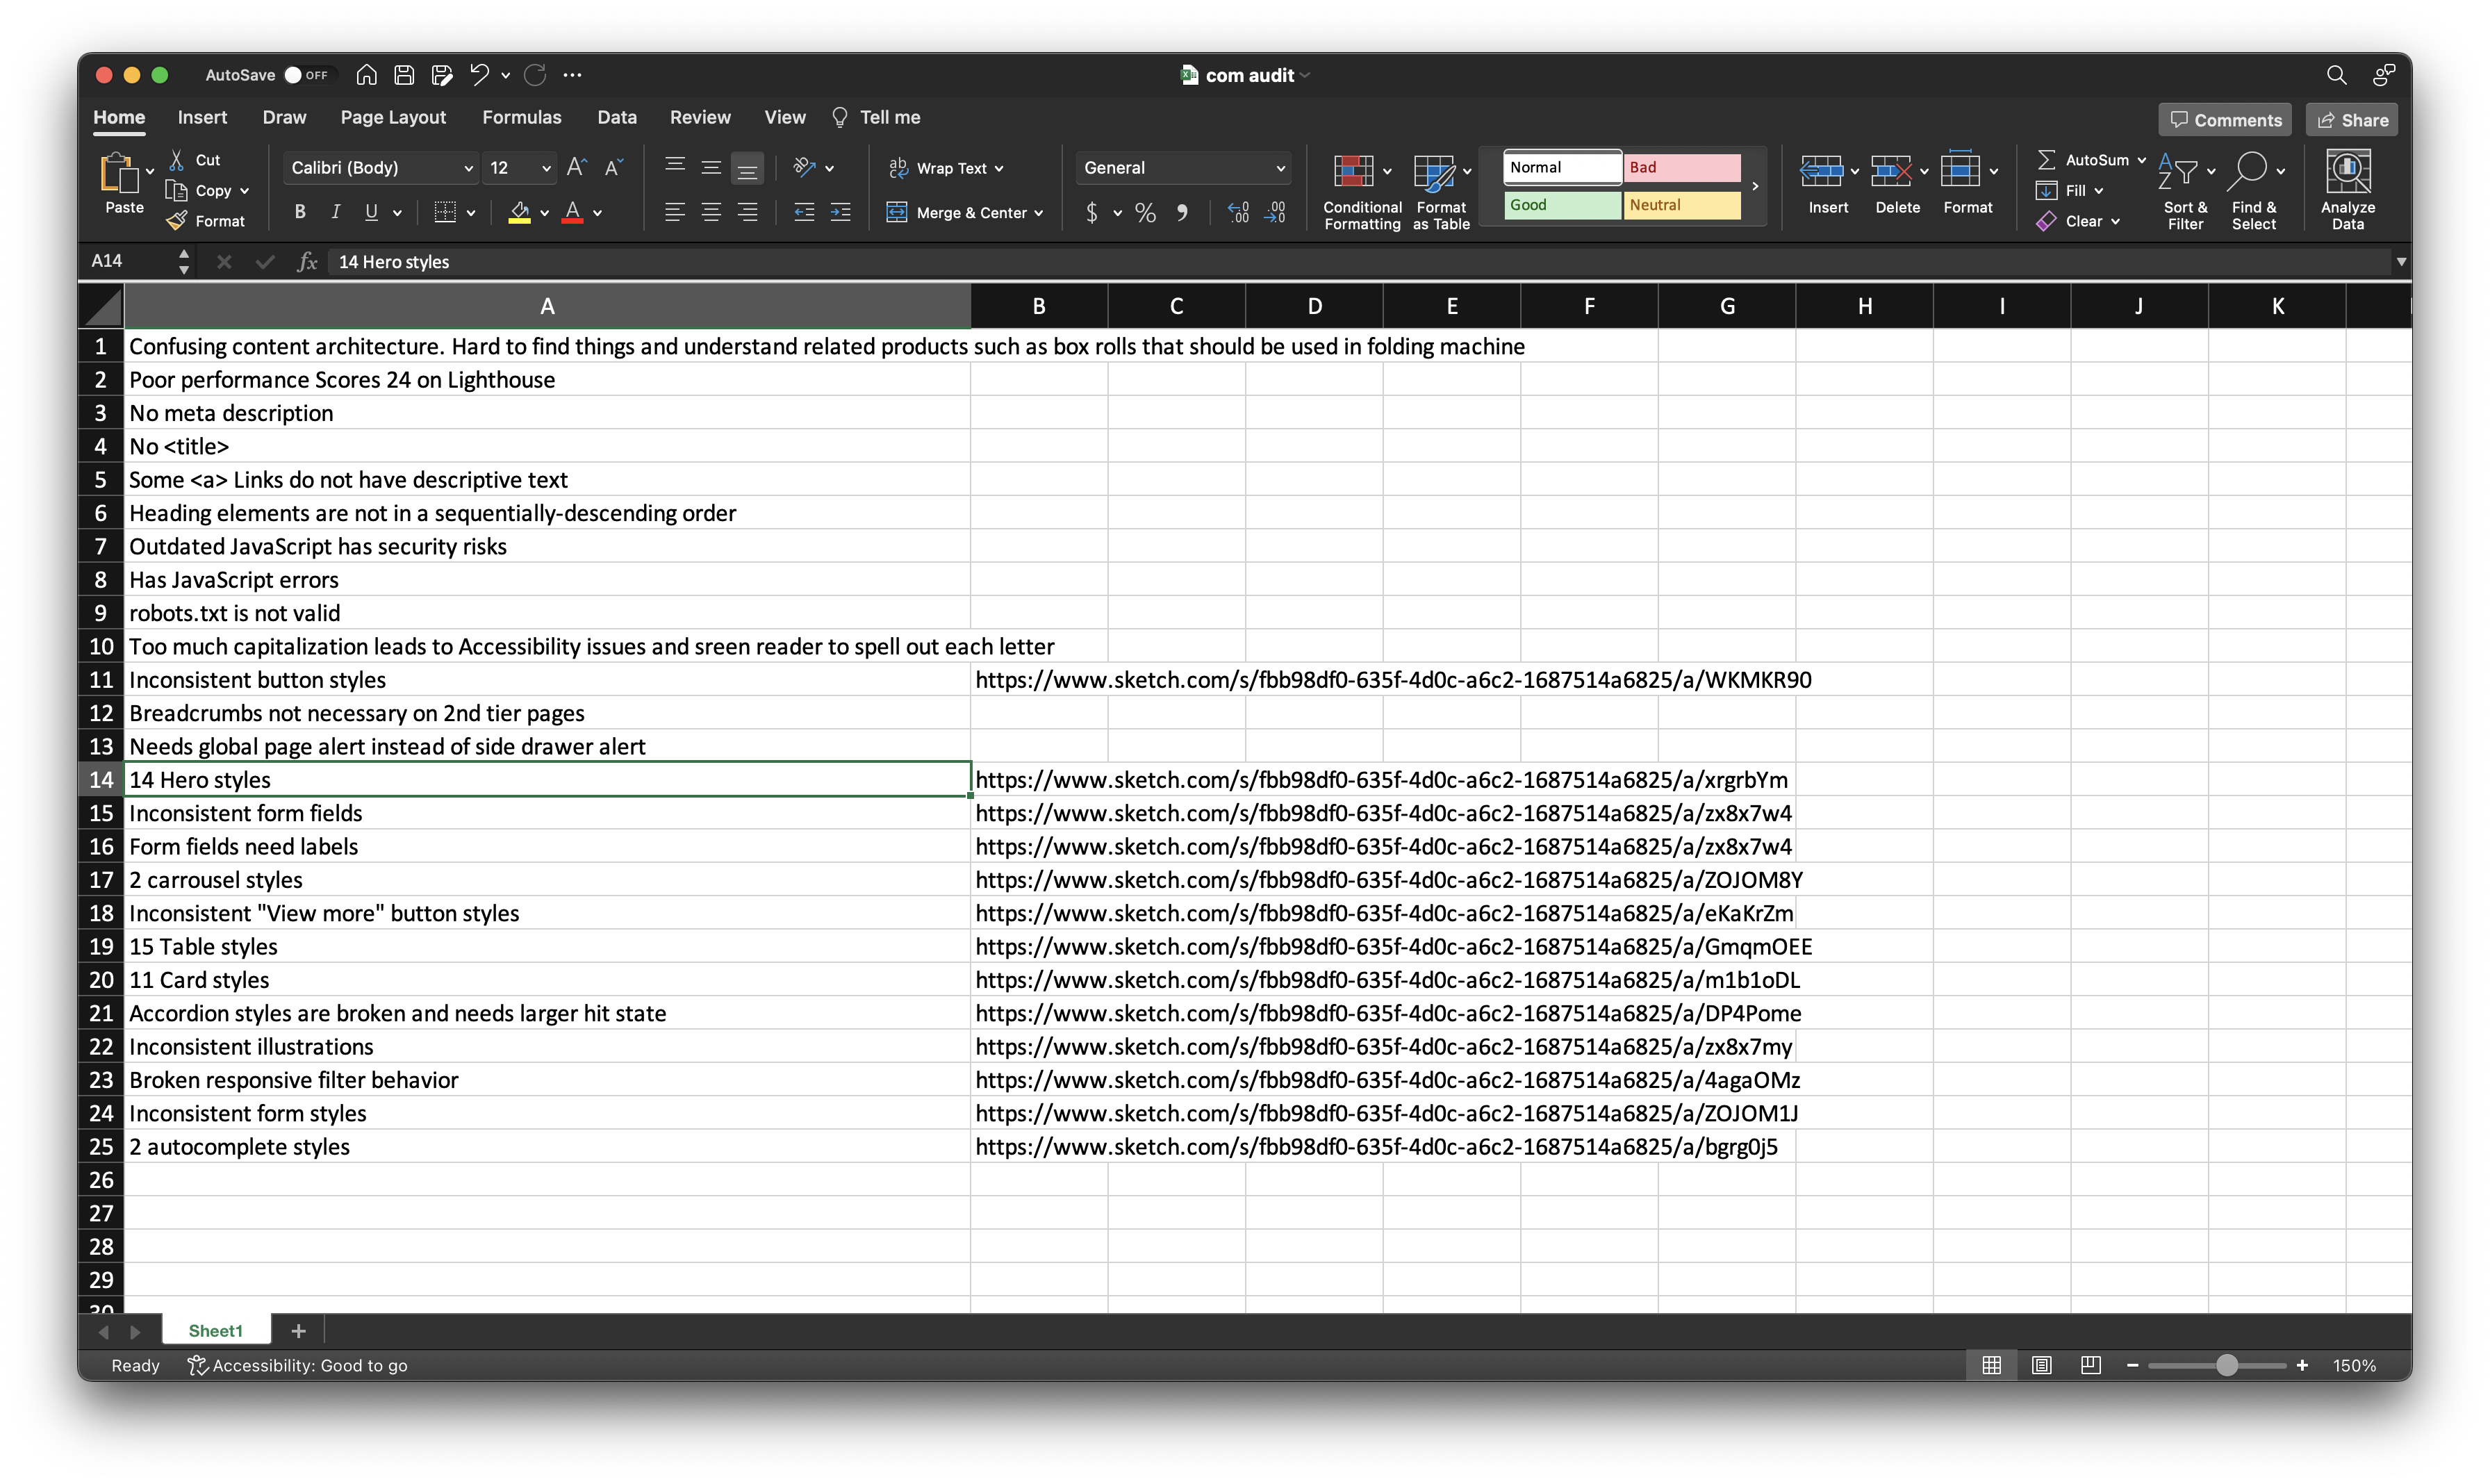 AutoSave OFF com audit
Home Insert Draw Page Layout Formulas Data Review View Tell me Comments Share
Paste Cut Copy Format Calibri (Body) 12 Wrap Text Merge & Center General Conditional Formatting Format as Table Normal Bad Good Neutral Insert Delete Format AutoSum Fill Clear Sort & Filter Find & Select Analyze Data
A14 fx 14 Hero styles
A B C D E F G H I J K
1 Confusing content architecture. Hard to find things and understand related products such as box rolls that should be used in folding machine
2 Poor performance Scores 24 on Lighthouse
3 No meta description
4 No <title>
5 Some <a> Links do not have descriptive text
6 Heading elements are not in a sequentially-descending order
7 Outdated JavaScript has security risks
8 Has JavaScript errors
9 robots.txt is not valid
10 Too much capitalization leads to Accessibility issues and sreen reader to spell out each letter
11 Inconsistent button styles https://www.sketch.com/s/fbb98df0-635f-4d0c-a6c2-1687514a6825/a/WKMKR90
12 Breadcrumbs not necessary on 2nd tier pages
13 Needs global page alert instead of side drawer alert
14 14 Hero styles https://www.sketch.com/s/fbb98df0-635f-4d0c-a6c2-1687514a6825/a/xrgrbYm
15 Inconsistent form fields https://www.sketch.com/s/fbb98df0-635f-4d0c-a6c2-1687514a6825/a/zx8x7w4
16 Form fields need labels https://www.sketch.com/s/fbb98df0-635f-4d0c-a6c2-1687514a6825/a/zx8x7w4
17 2 carrousel styles https://www.sketch.com/s/fbb98df0-635f-4d0c-a6c2-1687514a6825/a/ZOJOM8Y
18 Inconsistent "View more" button styles https://www.sketch.com/s/fbb98df0-635f-4d0c-a6c2-1687514a6825/a/eKaKrZm
19 15 Table styles https://www.sketch.com/s/fbb98df0-635f-4d0c-a6c2-1687514a6825/a/GmqmOEE
20 11 Card styles https://www.sketch.com/s/fbb98df0-635f-4d0c-a6c2-1687514a6825/a/m1b1oDL
21 Accordion styles are broken and needs larger hit state https://www.sketch.com/s/fbb98df0-635f-4d0c-a6c2-1687514a6825/a/DP4Pome
22 Inconsistent illustrations https://www.sketch.com/s/fbb98df0-635f-4d0c-a6c2-1687514a6825/a/zx8x7my
23 Broken responsive filter behavior https://www.sketch.com/s/fbb98df0-635f-4d0c-a6c2-1687514a6825/a/4agaOMz
24 Inconsistent form styles https://www.sketch.com/s/fbb98df0-635f-4d0c-a6c2-1687514a6825/a/ZOJOM1J
25 2 autocomplete styles https://www.sketch.com/s/fbb98df0-635f-4d0c-a6c2-1687514a6825/a/bgrg0j5
26
27
28
29
30
Sheet1
Ready Accessibility: Good to go 150%